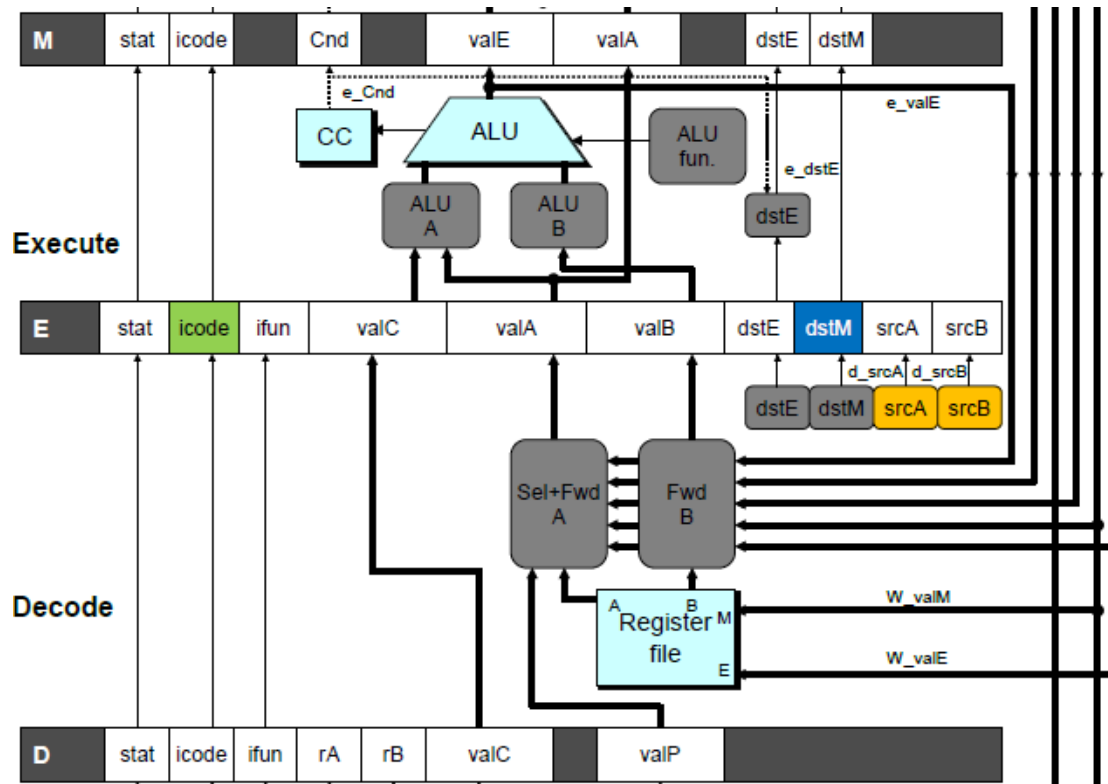 M stat icode Cnd valE valA dstE dstM
e_Cnd
e_valE
CC
ALU
ALU
fun.
e_dstE
ALU
A
ALU
B
dstE
Execute
E stat icode ifun valC valA valB dstE dstM srcA srcB
d_srcA d_srcB
dstE dstM srcA srcB
Sel+Fwd
A
Fwd
B
Decode
A B M
Register
file
E
W_valM
W_valE
D stat icode ifun rA rB valC valP